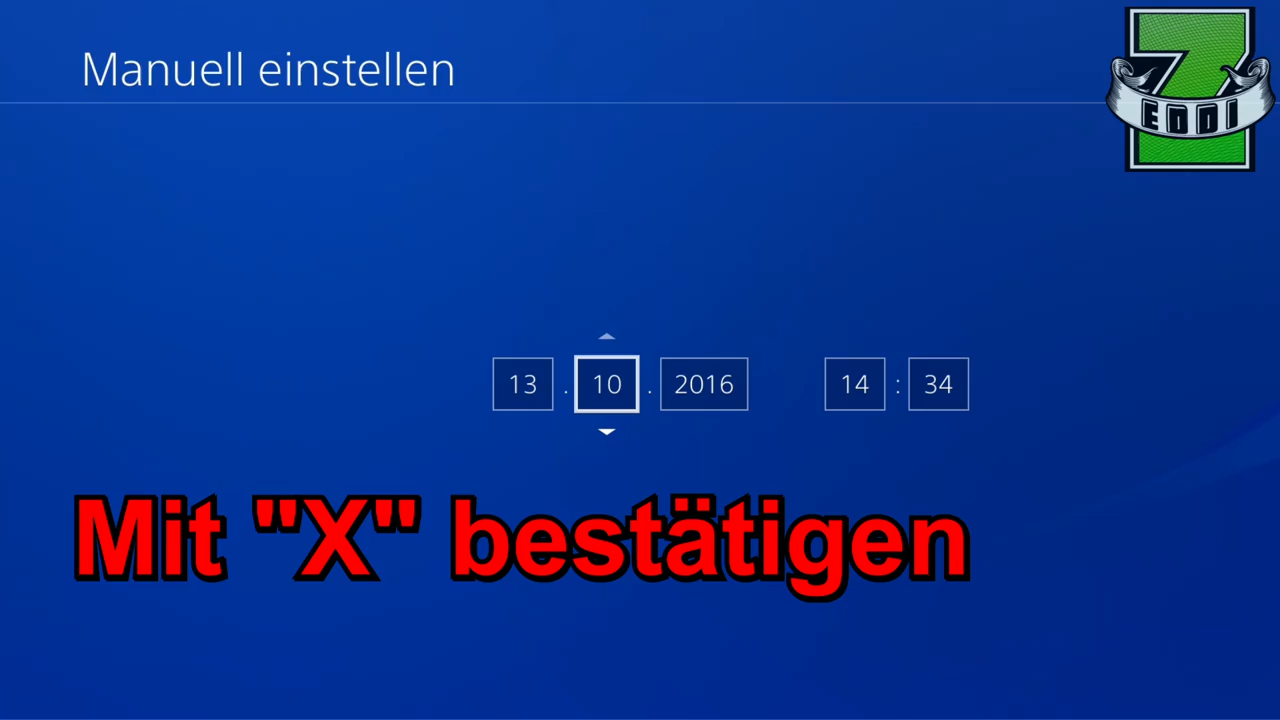 Manuell einstellen
Z
EDDI
13 . 10 . 2016 14 : 34
Mit "X" bestätigen